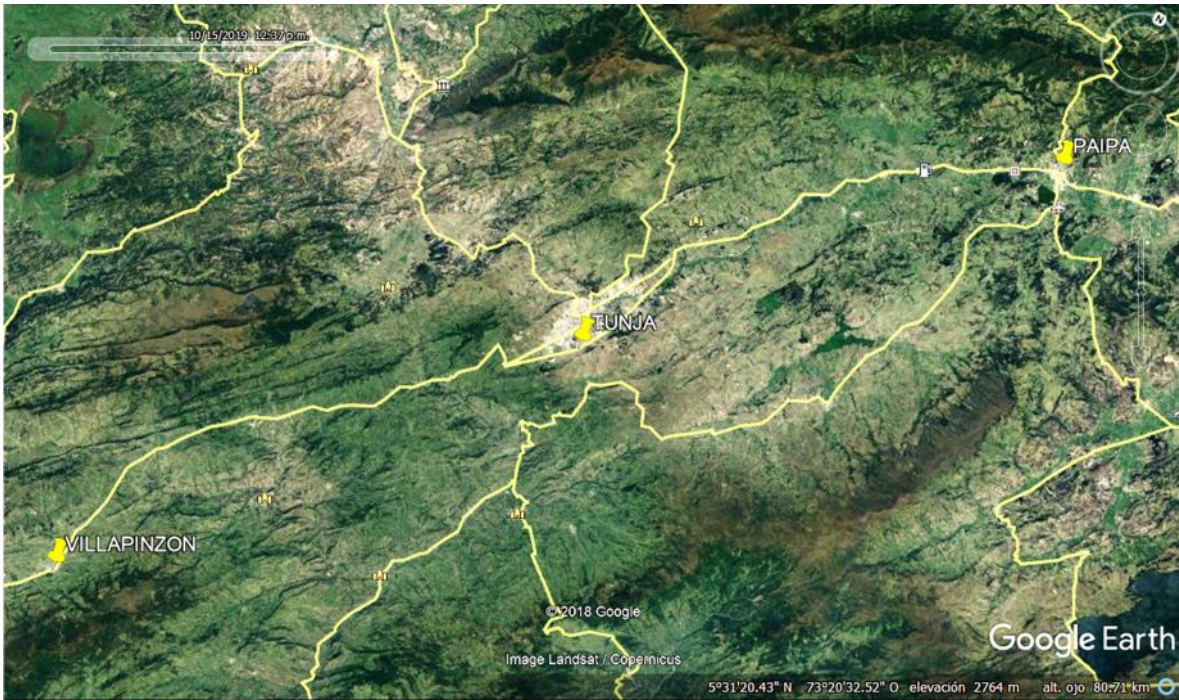 10/15/2019 12:37 p.m.
N
PAIPA
TUNJA
VILLAPINZON
© 2018 Google
Google Earth
Image Landsat / Copernicus
5°31'20.43" N 73°20'32.52" O elevación 2764 m alt. ojo 80.71 km